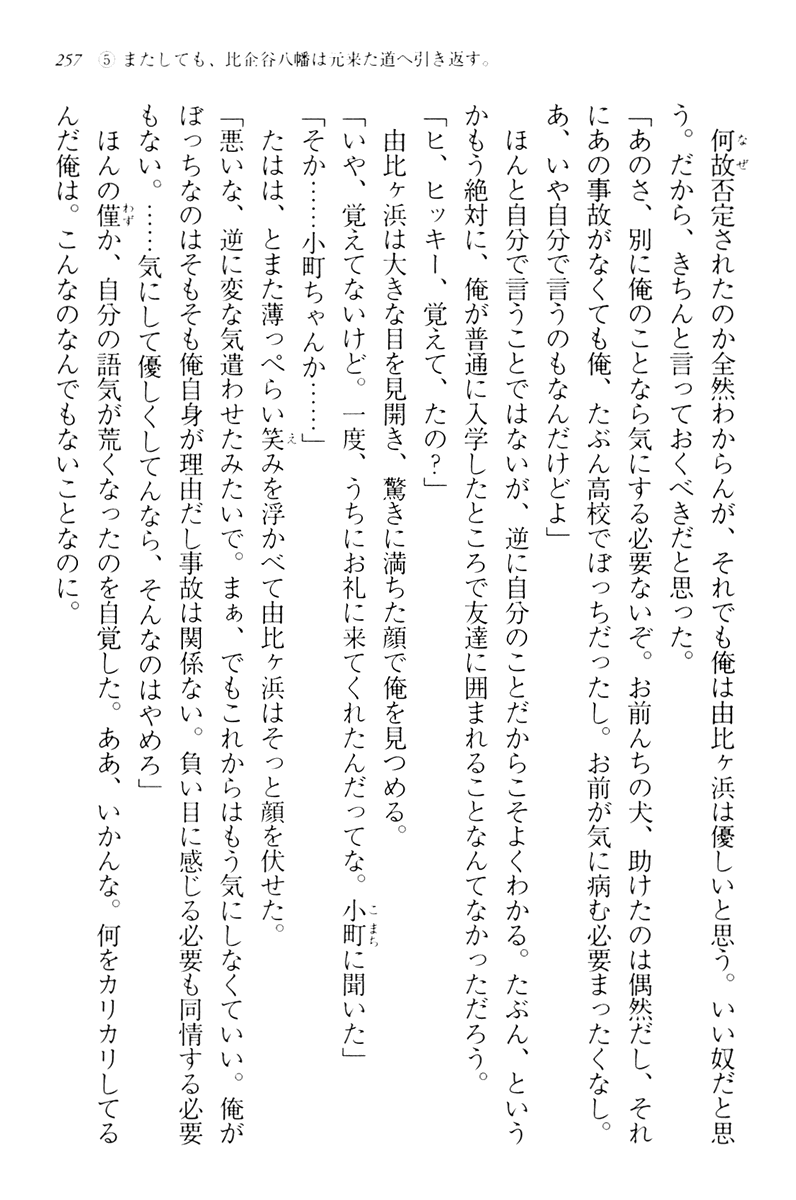 257 ⑤ またしても、比企谷八幡は元来た道へ引き返す。
　何故否定されたのか全然わからんが、それでも俺は由比ヶ浜は優しいと思う。いい奴だと思
う。だから、きちんと言っておくべきだと思った。
「あのさ、別に俺のことなら気にする必要ないぞ。お前んちの犬、助けたのは偶然だし、それ
にあの事故がなくても俺、たぶん高校でぼっちだったし。お前が気に病む必要まったくなし。
あ、いや自分で言うのもなんだけどよ」
　ほんと自分で言うことではないが、逆に自分のことだからこそよくわかる。たぶん、という
かもう絶対に、俺が普通に入学したところで友達に囲まれることなんてなかっただろう。
「ヒ、ヒッキー、覚えて、たの？」
　由比ヶ浜は大きな目を見開き、驚きに満ちた顔で俺を見つめる。
「いや、覚えてないけど。一度、うちにお礼に来てくれたんだってな。小町に聞いた」
「そか……小町ちゃんか……」
　たはは、とまた薄っぺらい笑みを浮かべて由比ヶ浜はそっと顔を伏せた。
「悪いな、逆に変な気遣わせたみたいで。まぁ、でもこれからはもう気にしなくていい。俺が
ぼっちなのはそもそも俺自身が理由だし事故は関係ない。負い目に感じる必要も同情する必要
もない。……気にして優しくしてんなら、そんなのはやめろ」
　ほんの僅か、自分の語気が荒くなったのを自覚した。ああ、いかんな。何をカリカリしてる
んだ俺は。こんなのなんでもないことなのに。